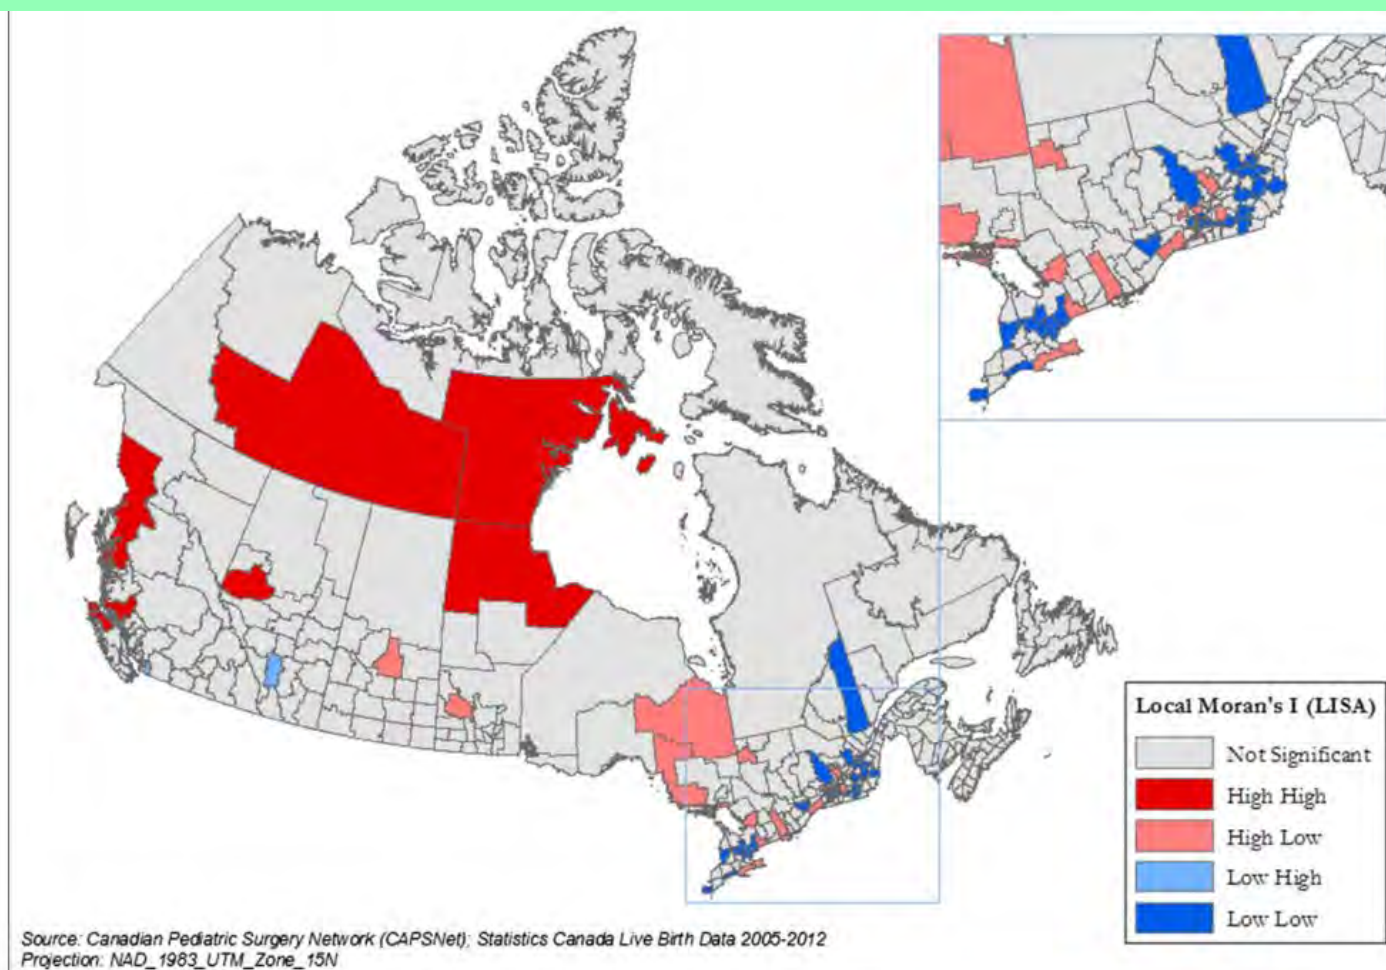 Local Moran's I (LISA)
Not Significant
High High
High Low
Low High
Low Low
Source: Canadian Pediatric Surgery Network (CAPSNet); Statistics Canada Live Birth Data 2005-2012
Projection: NAD_1983_UTM_Zone_15N